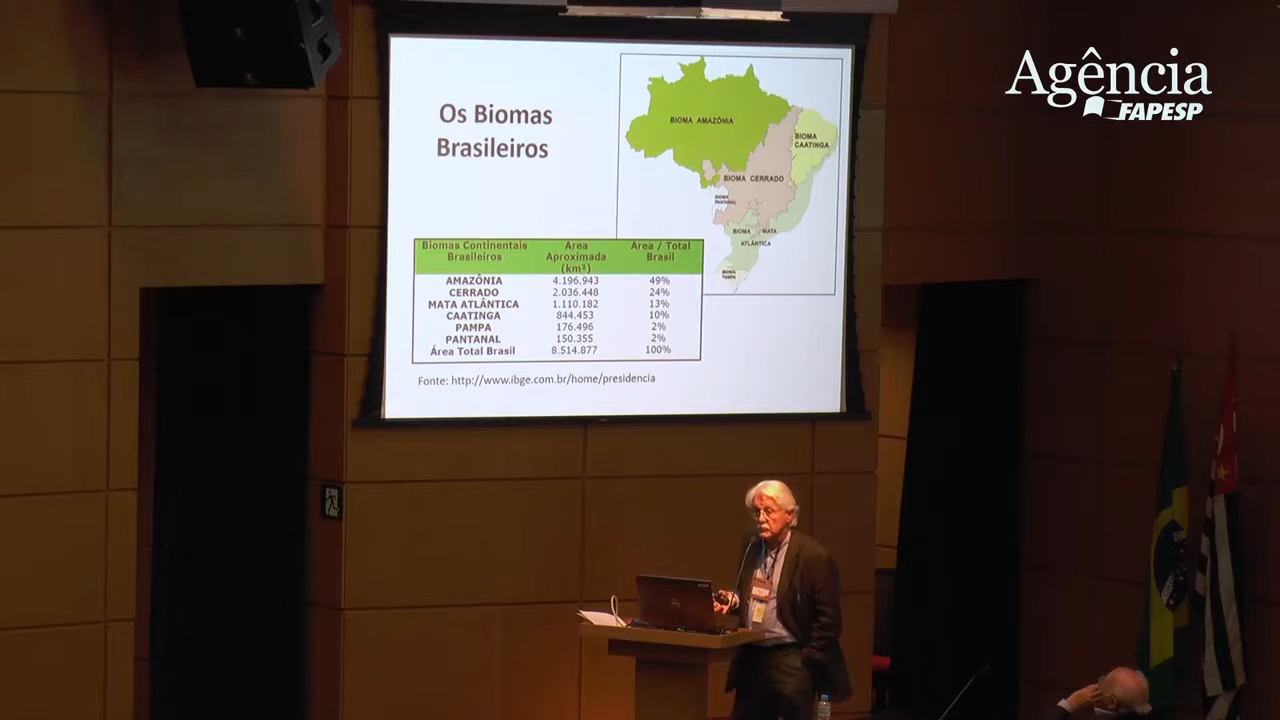 Agência
FAPESP
Os Biomas
Brasileiros
BIOMA AMAZÔNIA
BIOMA
CAATINGA
BIOMA CERRADO
BIOMA
PANTANAL
BIOMA MATA
ATLÂNTICA
BIOMA
PAMPA
Biomas Continentais Brasileiros Área Aproximada (km²) Área / Total Brasil
AMAZÔNIA 4.196.943 49%
CERRADO 2.036.448 24%
MATA ATLÂNTICA 1.110.182 13%
CAATINGA 844.453 10%
PAMPA 176.496 2%
PANTANAL 150.355 2%
Área Total Brasil 8.514.877 100%
Fonte: http://www.ibge.com.br/home/presidencia